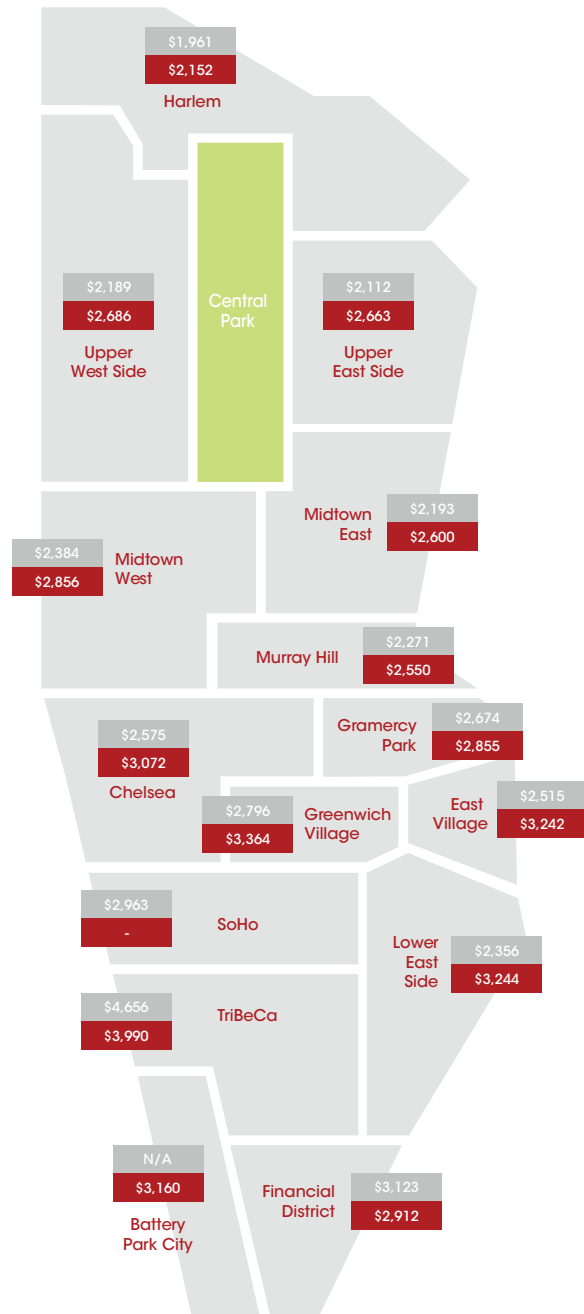 $1,961
$2,152
Harlem
$2,189
$2,686
Upper
West Side
Central
Park
$2,112
$2,663
Upper
East Side
Midtown
East
$2,193
$2,600
$2,384
$2,856
Midtown
West
Murray Hill
$2,271
$2,550
$2,575
$3,072
Chelsea
Gramercy
Park
$2,674
$2,855
$2,796
$3,364
Greenwich
Village
East
Village
$2,515
$3,242
$2,963
-
SoHo
Lower
East
Side
$2,356
$3,244
$4,656
$3,990
TriBeCa
N/A
$3,160
Battery
Park City
Financial
District
$3,123
$2,912